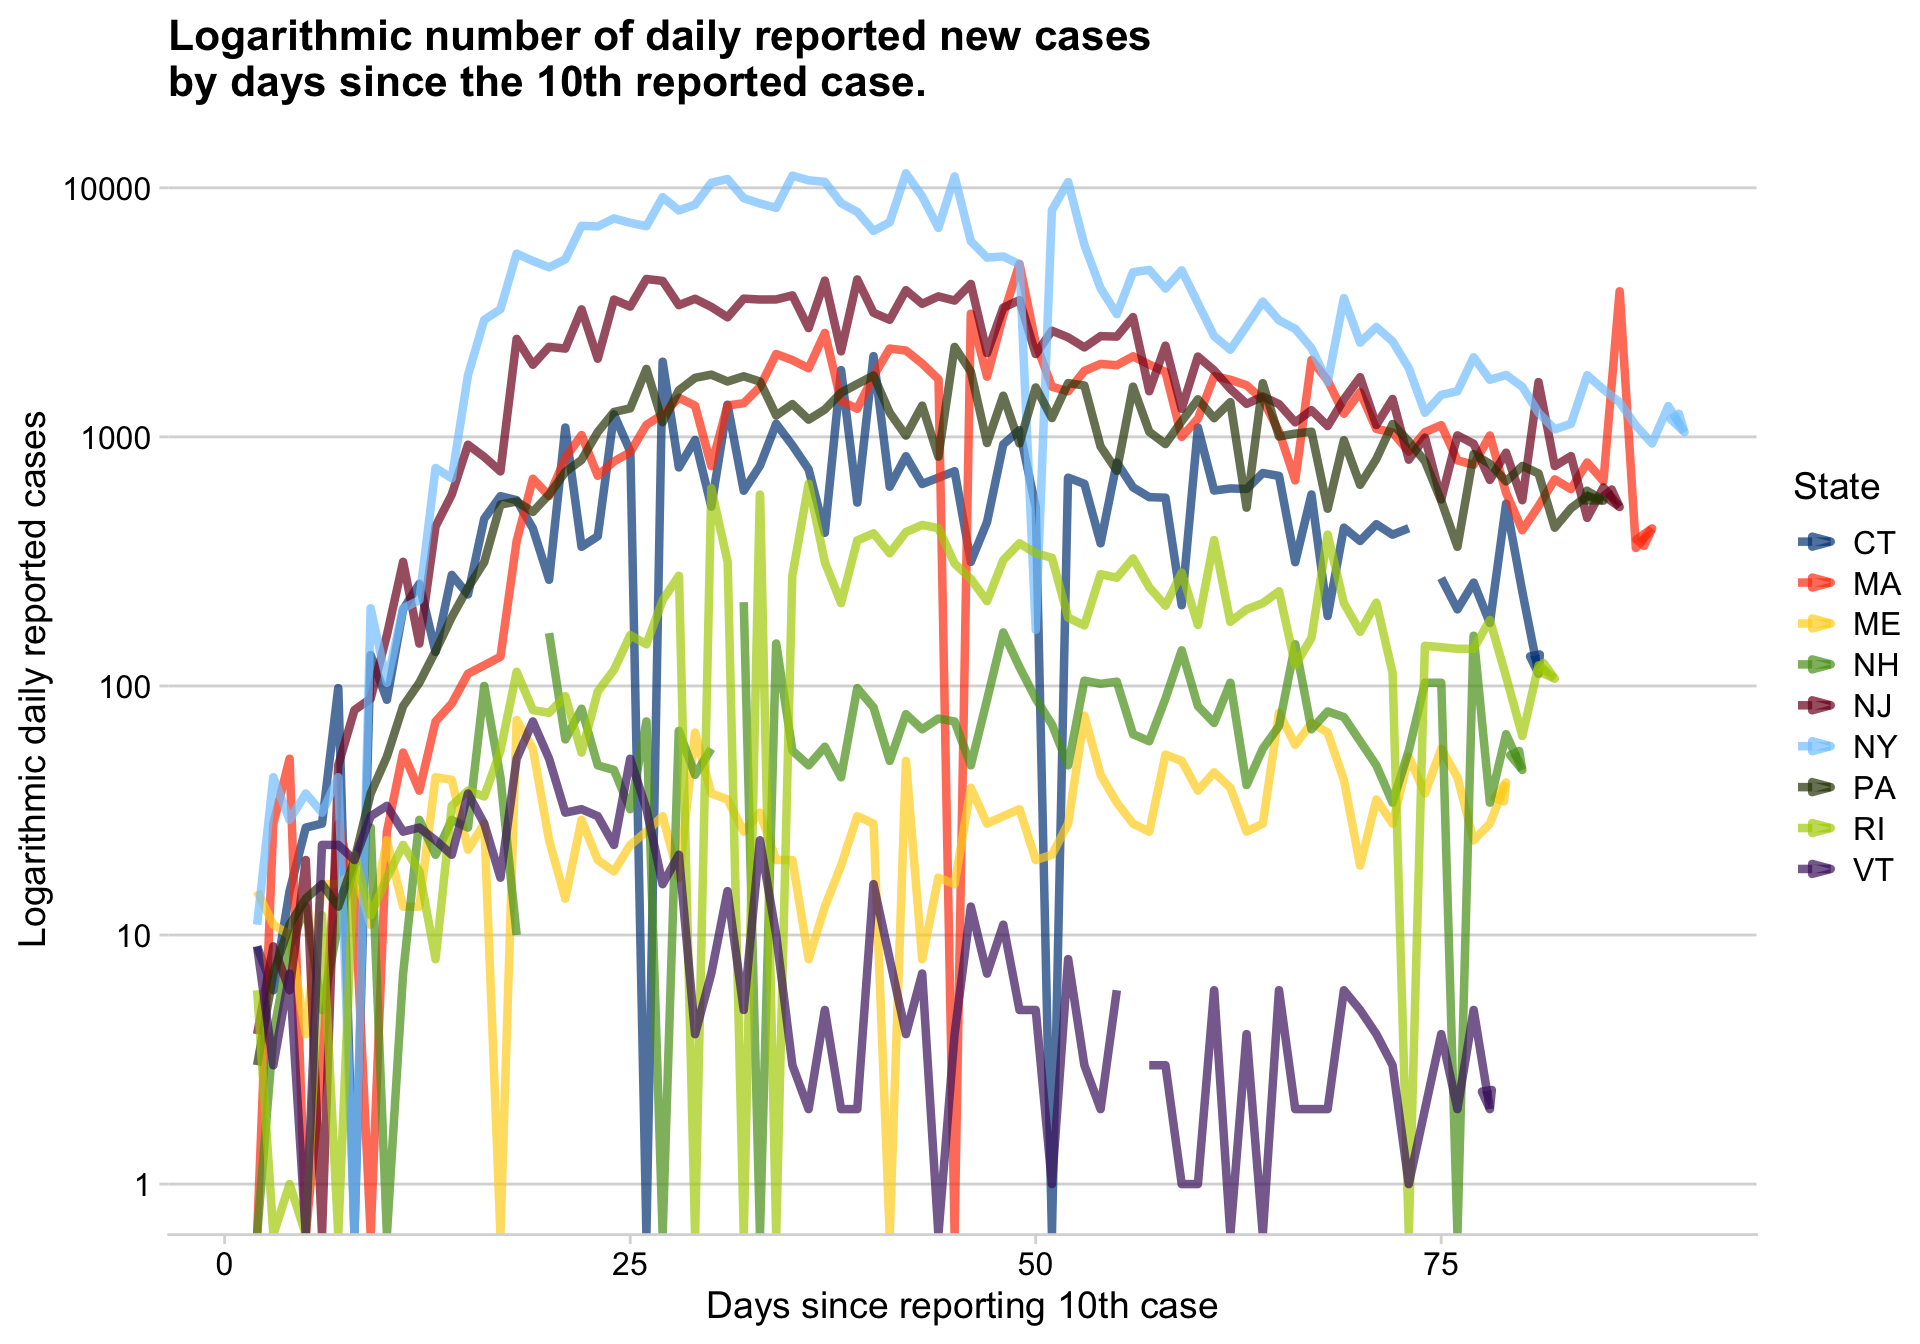 Logarithmic number of daily reported new cases
by days since the 10th reported case.
Logarithmic daily reported cases
10000
1000
100
10
1
0
25
50
75
Days since reporting 10th case
State
CT
MA
ME
NH
NJ
NY
PA
RI
VT